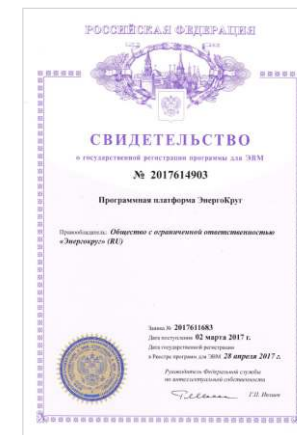 РОССИЙСКАЯ ФЕДЕРАЦИЯ
СВИДЕТЕЛЬСТВО
о государственной регистрации программы для ЭВМ
№ 2017614903
Программная платформа ЭнергоКруг
Правообладатель: Общество с ограниченной ответственностью
«Энергокруг» (RU)
Заявка № 2017611683
Дата поступления 02 марта 2017 г.
Дата государственной регистрации
в Реестре программ для ЭВМ 28 апреля 2017 г.
Руководитель Федеральной службы
по интеллектуальной собственности
Г.П. Ивлиев